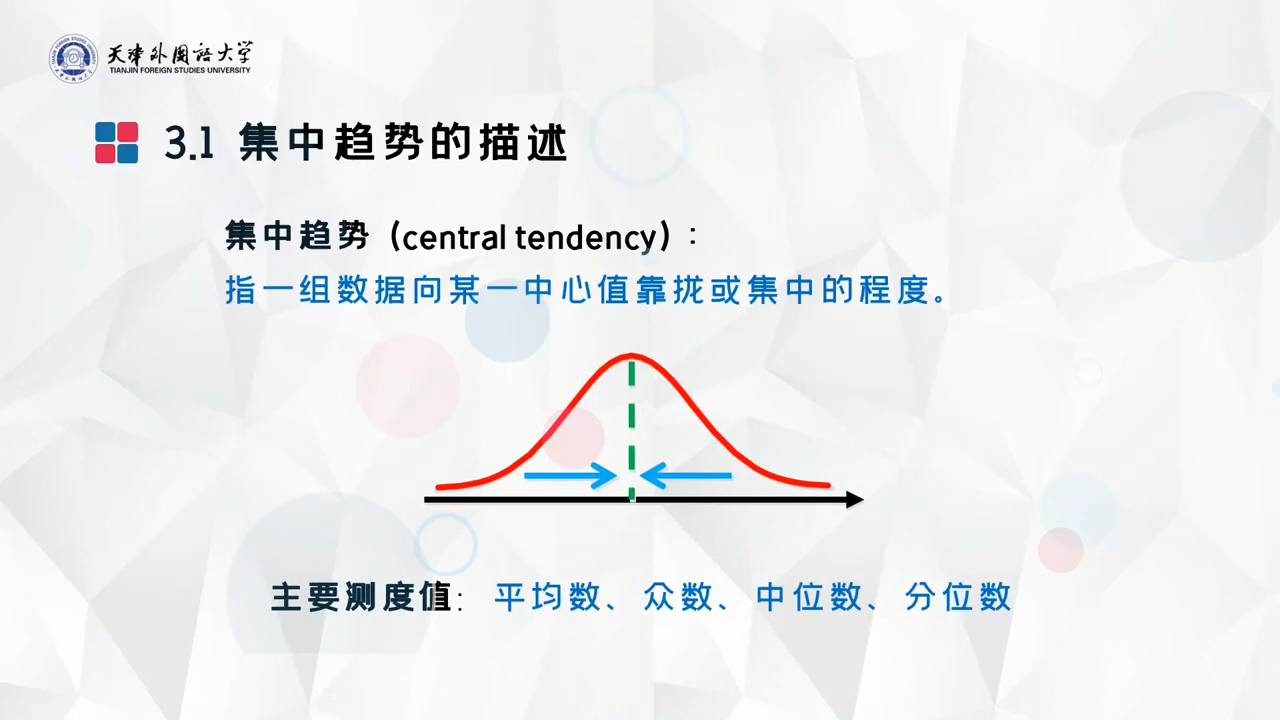 天津外国语大学
TIANJIN FOREIGN STUDIES UNIVERSITY
3.1 集中趋势的描述
集中趋势（central tendency）：
指一组数据向某一中心值靠拢或集中的程度。
主要测度值：平均数、众数、中位数、分位数